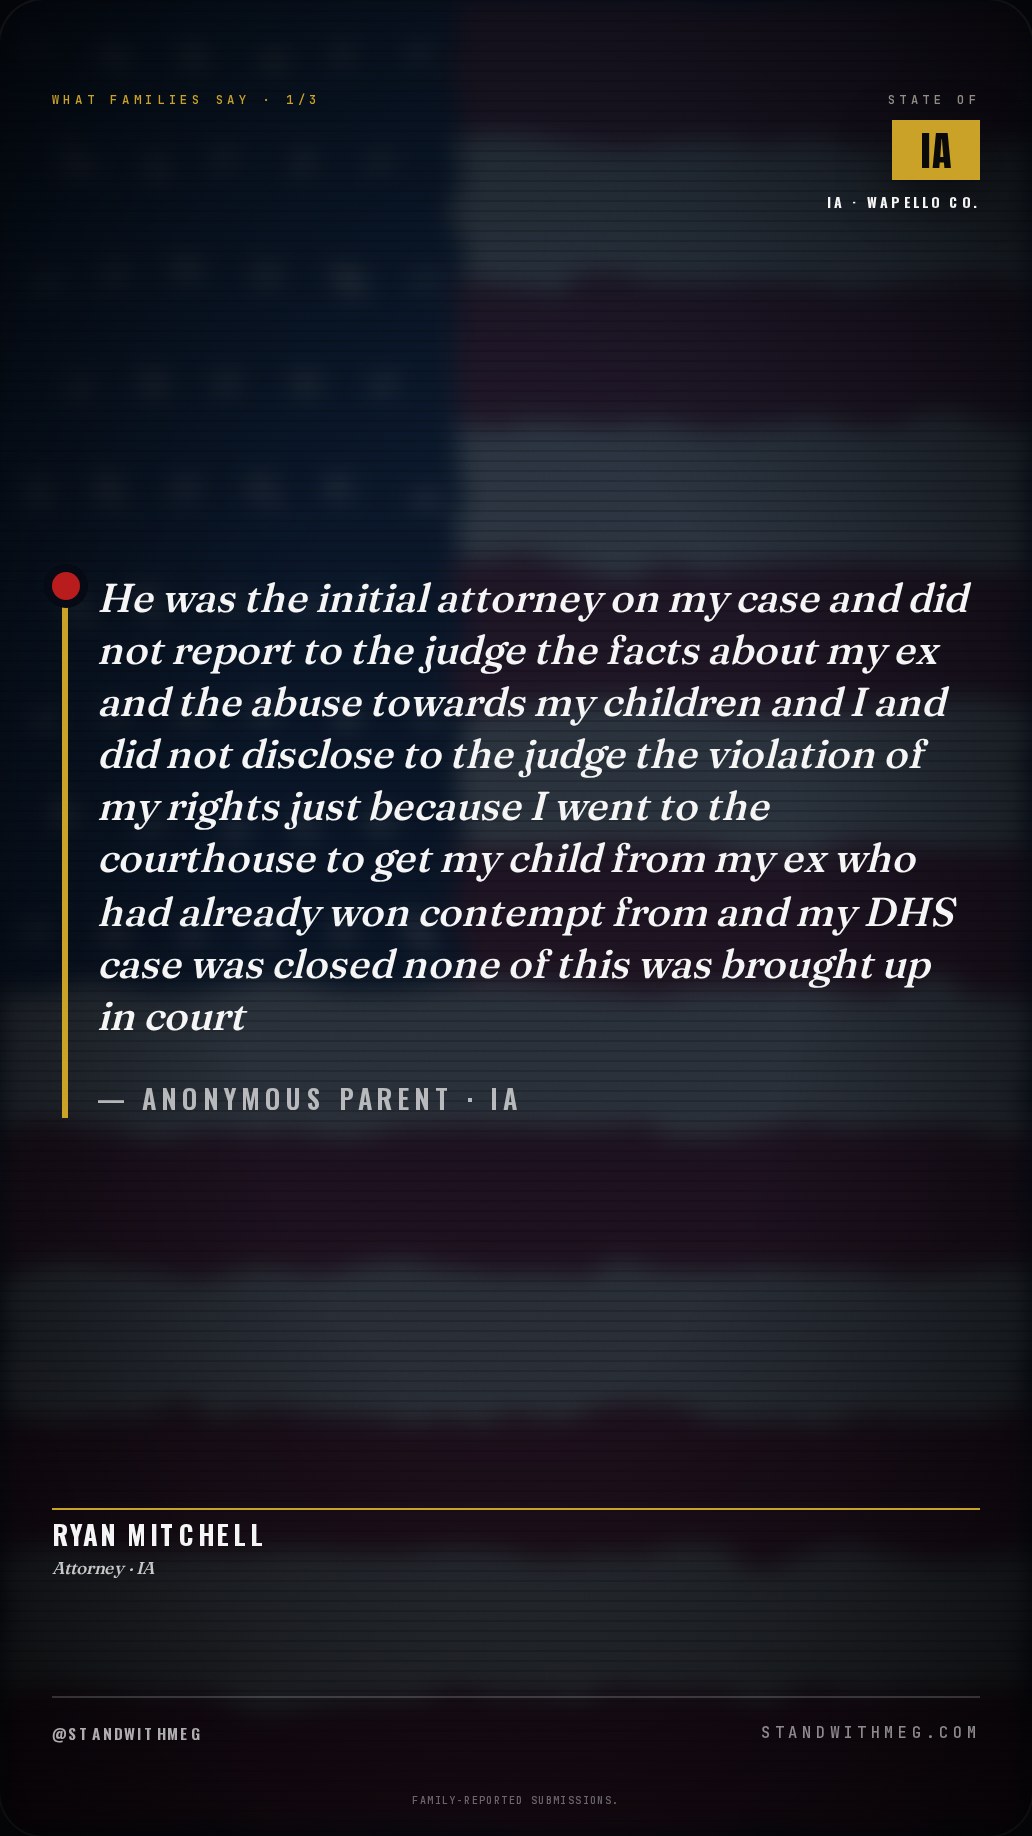 WHAT FAMILIES SAY · 1/3
STATE OF
IA
IA · WAPELLO CO.
He was the initial attorney on my case and did
not report to the judge the facts about my ex
and the abuse towards my children and I and
did not disclose to the judge the violation of
my rights just because I went to the
courthouse to get my child from my ex who
had already won contempt from and my DHS
case was closed none of this was brought up
in court
— ANONYMOUS PARENT · IA
RYAN MITCHELL
Attorney · IA
@STANDWITHMEG
STANDWITHMEG.COM
FAMILY-REPORTED SUBMISSIONS.